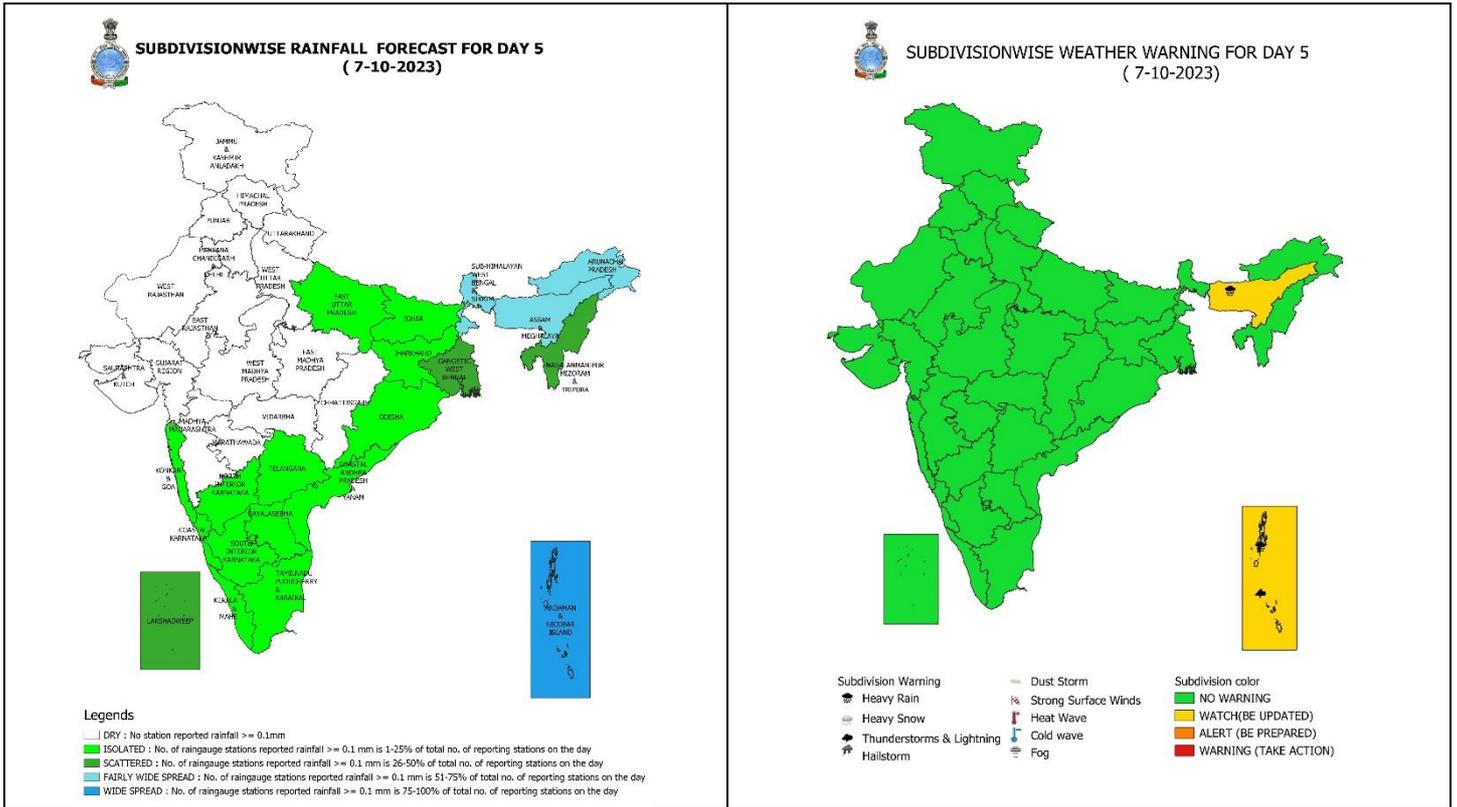 SUBDIVISIONWISE RAINFALL FORECAST FOR DAY 5
( 7-10-2023)
JAMMU
&
KASHMIR
ANLADAKH
HIMACHAL
PRADESH
PUNJAB
UTTARAKHAND
HARYANA
CHANDIGARH
&
DELHI
WEST
UTTAR
PRADESH
WEST
RAJASTHAN
EAST
RAJASTHAN
EAST
UTTAR
PRADESH
BIHAR
SUB-HIMALAYAN
WEST
BENGAL
&
SIKKIM
ARUNACHAL
PRADESH
ASSAM
&
MEGHALAYA
MIZORAM
&
TRIPURA
JHARKHAND
GANGETIC
WEST
BENGAL
SAURASHTRA
&
KUTCH
GUJARAT
REGION
WEST
MADHYA
PRADESH
EAST
MADHYA
PRADESH
CHHATTISGARH
ODISHA
VIDARBHA
MADHYA
MAHARASHTRA
MARATHAWADA
KONKAN
&
GOA
TELANGANA
NORTH
INTERIOR
KARNATAKA
COASTAL
ANDHRA
PRADESH
&
YANAM
RAYALASEEMA
COASTAL
KARNATAKA
SOUTH
INTERIOR
KARNATAKA
TAMILNADU
PUDUCHERRY
&
KARAIKAL
KERALA
&
MAHE
LAKSHADWEEP
ANDAMAN
&
NICOBAR
ISLAND
Legends
DRY : No station reported rainfall >= 0.1mm
ISOLATED : No. of raingauge stations reported rainfall >= 0.1 mm is 1-25% of total no. of reporting stations on the day
SCATTERED : No. of raingauge stations reported rainfall >= 0.1 mm is 26-50% of total no. of reporting stations on the day
FAIRLY WIDE SPREAD : No. of raingauge stations reported rainfall >= 0.1 mm is 51-75% of total no. of reporting stations on the day
WIDE SPREAD : No. of raingauge stations reported rainfall >= 0.1 mm is 75-100% of total no. of reporting stations on the day
SUBDIVISIONWISE WEATHER WARNING FOR DAY 5
( 7-10-2023)
Subdivision Warning
Heavy Rain
Heavy Snow
Thunderstorms & Lightning
Hailstorm
Dust Storm
Strong Surface Winds
Heat Wave
Cold wave
Fog
Subdivision color
NO WARNING
WATCH(BE UPDATED)
ALERT (BE PREPARED)
WARNING (TAKE ACTION)